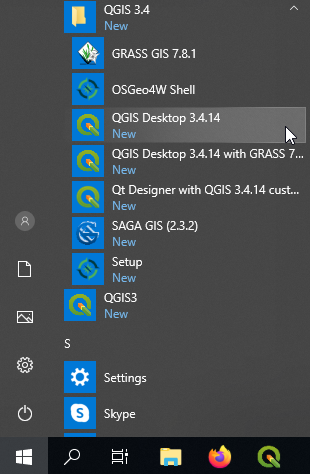 QGIS 3.4
New
GRASS GIS 7.8.1
OSGeo4W Shell
QGIS Desktop 3.4.14
New
QGIS Desktop 3.4.14 with GRASS 7...
New
Qt Designer with QGIS 3.4.14 cust...
New
SAGA GIS (2.3.2)
New
Setup
New
QGIS3
New
S
Settings
Skype